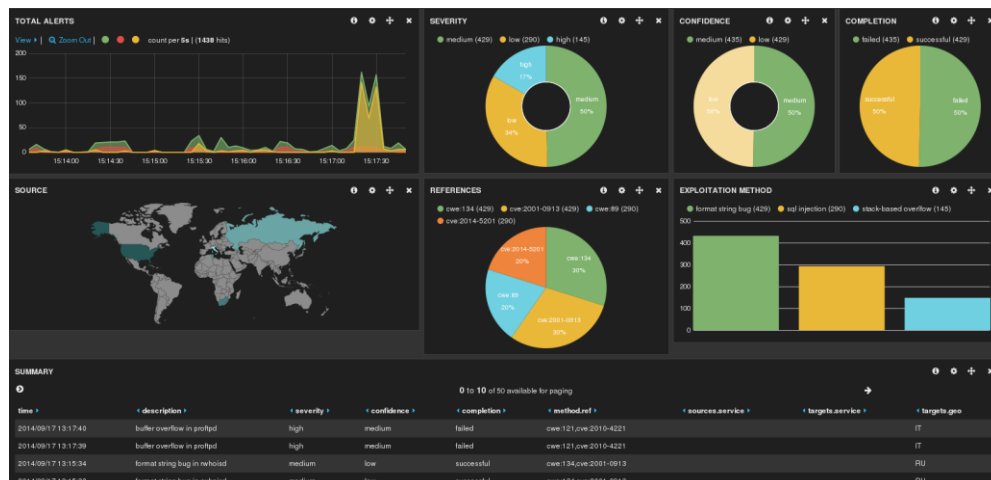 TOTAL ALERTS
View | Zoom Out | count per 5s | (1438 hits)
200
150
100
50
0
15:14:00 15:14:30 15:15:00 15:15:30 15:16:00 15:16:30 15:17:00 15:17:30
SEVERITY
medium (429) low (290) high (145)
high
17%
medium
50%
low
34%
CONFIDENCE
medium (435) low (429)
low
50%
medium
50%
COMPLETION
failed (435) successful (429)
successful
50%
failed
50%
SOURCE
REFERENCES
cwe:134 (429) cve:2001-0913 (429) cwe:89 (290)
cve:2014-5201 (290)
cve:2014-5201
20%
cwe:134
30%
cwe:89
20%
cve:2001-0913
30%
EXPLOITATION METHOD
format string bug (429) sql injection (290) stack-based overflow (145)
500
400
300
200
100
0
SUMMARY
0 to 10 of 50 available for paging
time description severity confidence completion method.ref sources.service targets.service targets.geo
2014/09/17 13:17:40 buffer overflow in proftpd high medium failed cwe:121,cve:2010-4221 IT
2014/09/17 13:17:39 buffer overflow in proftpd high medium failed cwe:121,cve:2010-4221 IT
2014/09/17 13:15:34 format string bug in rwhoisd medium low successful cwe:134,cve:2001-0913 RU